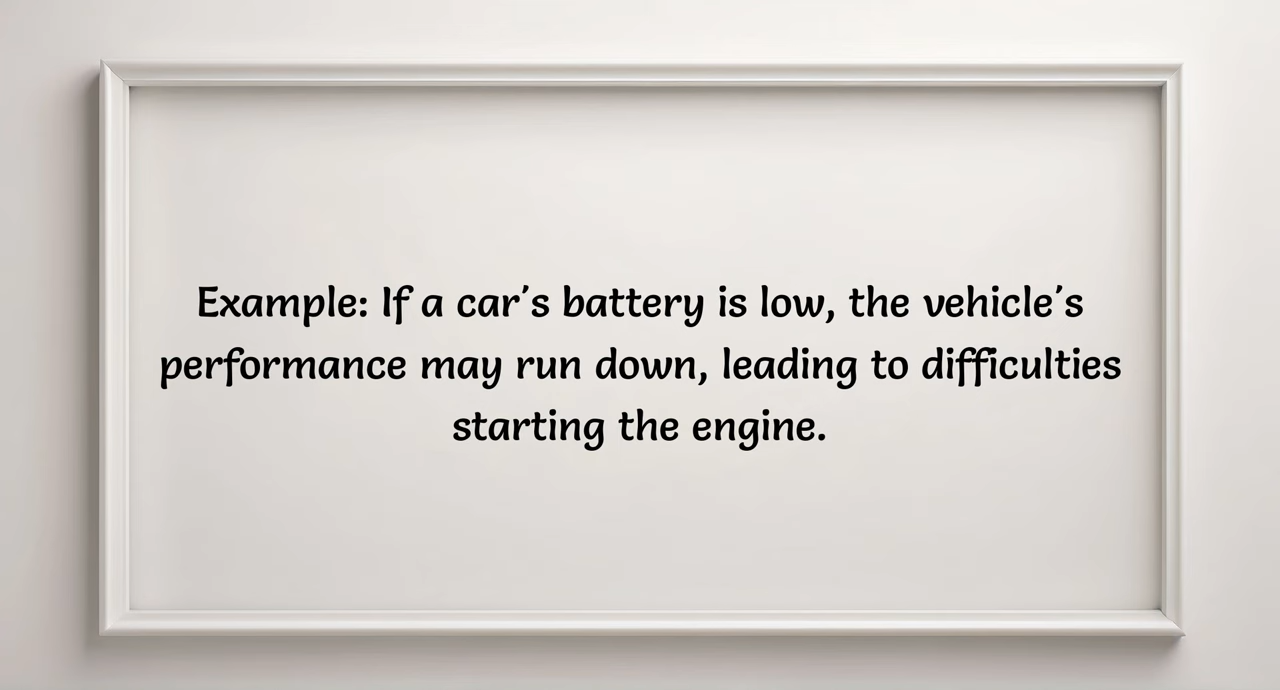 Example: If a car's battery is low, the vehicle's
performance may run down, leading to difficulties
starting the engine.